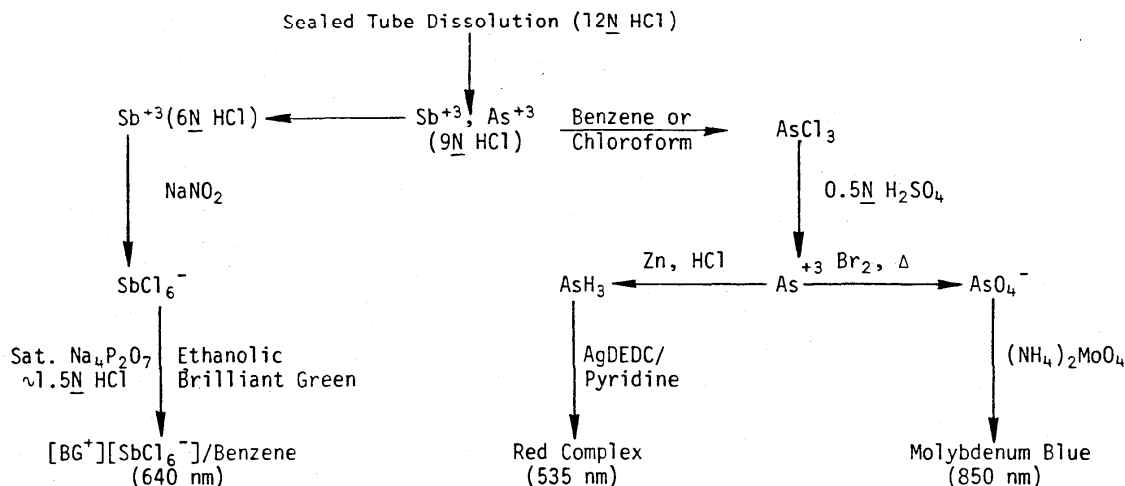 Sealed Tube Dissolution (12N HCl)
Sb+3(6N HCl)
Sb+3, As+3
(9N HCl)
Benzene or
Chloroform
AsCl3
NaNO2
0.5N H2SO4
Zn, HCl
+3 Br2, Δ
SbCl6-
AsH3
As
AsO4-
Sat. Na4P2O7
~1.5N HCl
Ethanolic
Brilliant Green
AgDEDC/
Pyridine
(NH4)2MoO4
[BG+][SbCl6-]/Benzene
(640 nm)
Red Complex
(535 nm)
Molybdenum Blue
(850 nm)